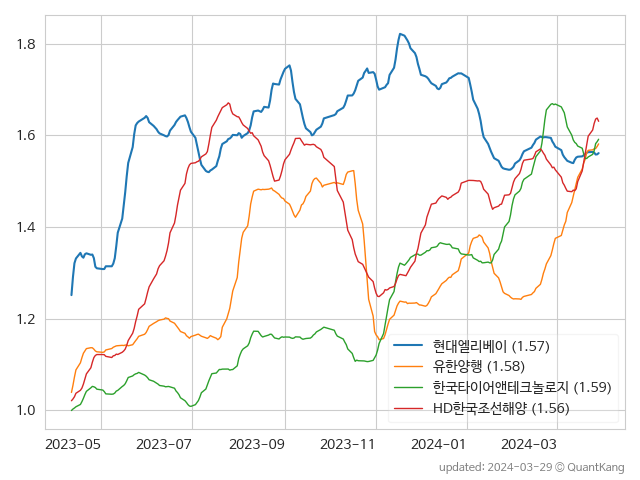 1.8
1.6
1.4
1.2
1.0
현대엘리베이 (1.57)
유한양행 (1.58)
한국타이어앤테크놀로지 (1.59)
HD한국조선해양 (1.56)
2023-05 2023-07 2023-09 2023-11 2024-01 2024-03
updated: 2024-03-29 © QuantKang